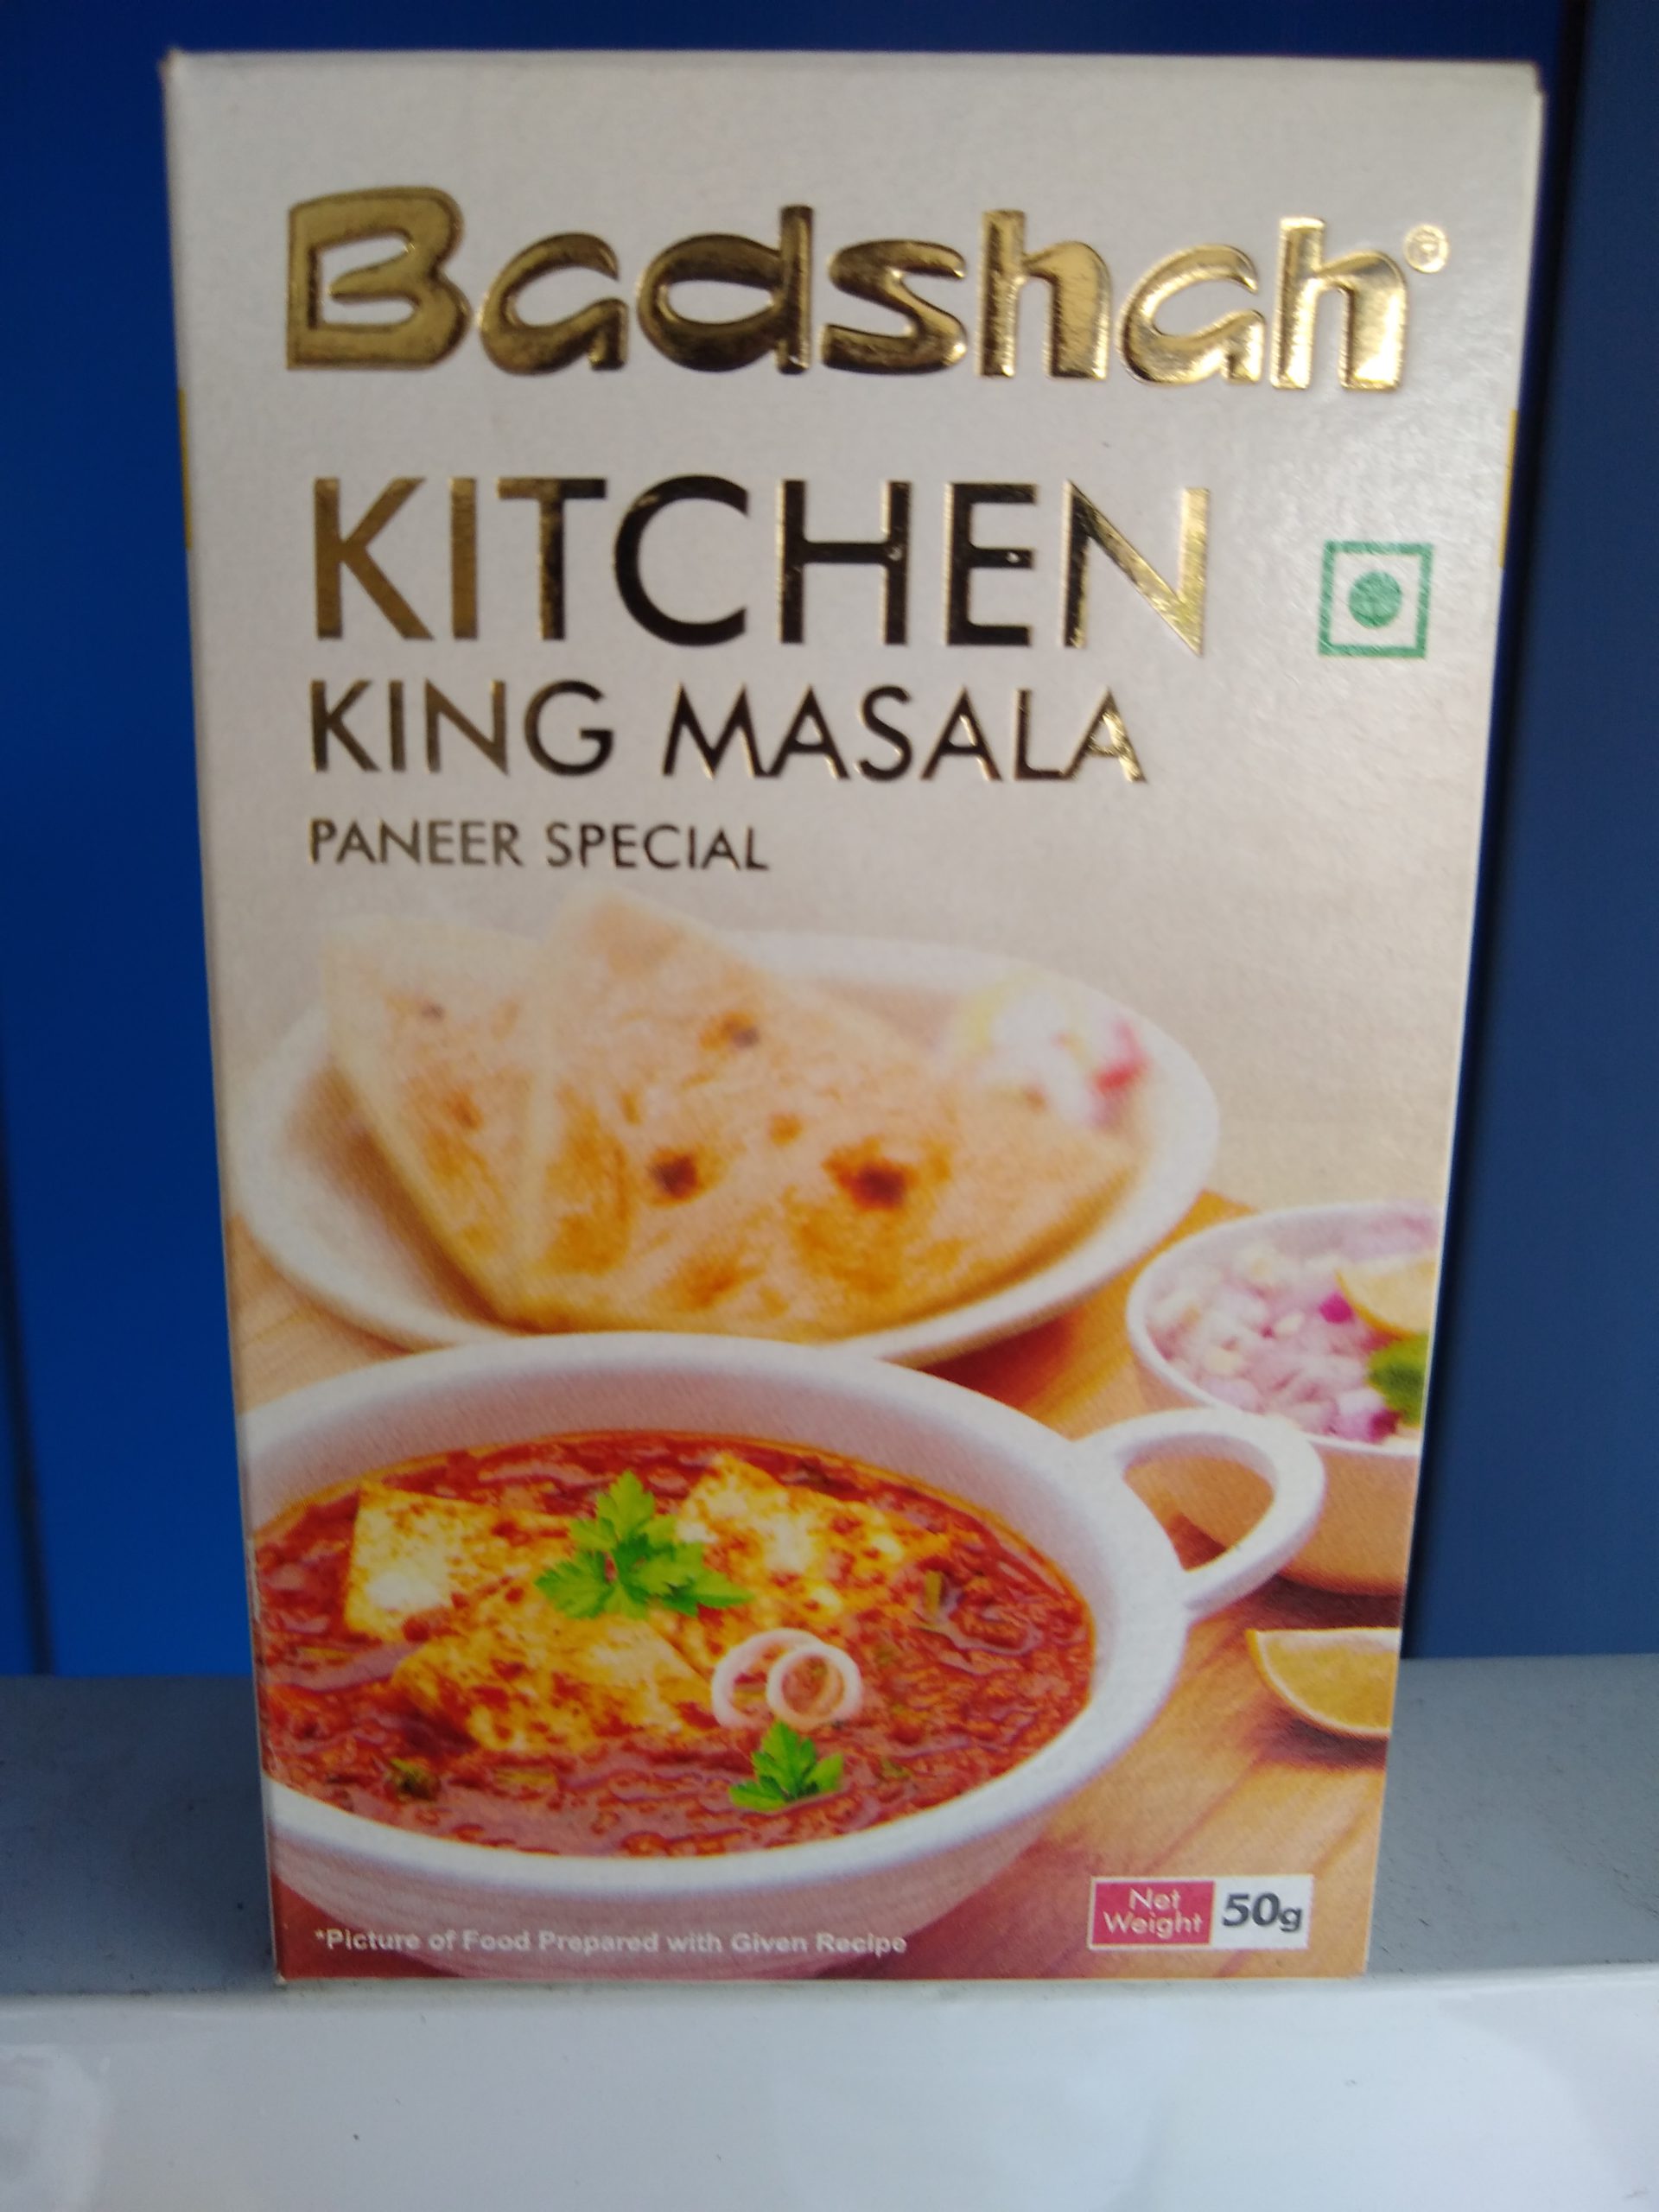 Badshah®
KITCHEN
KING MASALA
PANEER SPECIAL
*Picture of Food Prepared with Given Recipe
Net
Weight
50g